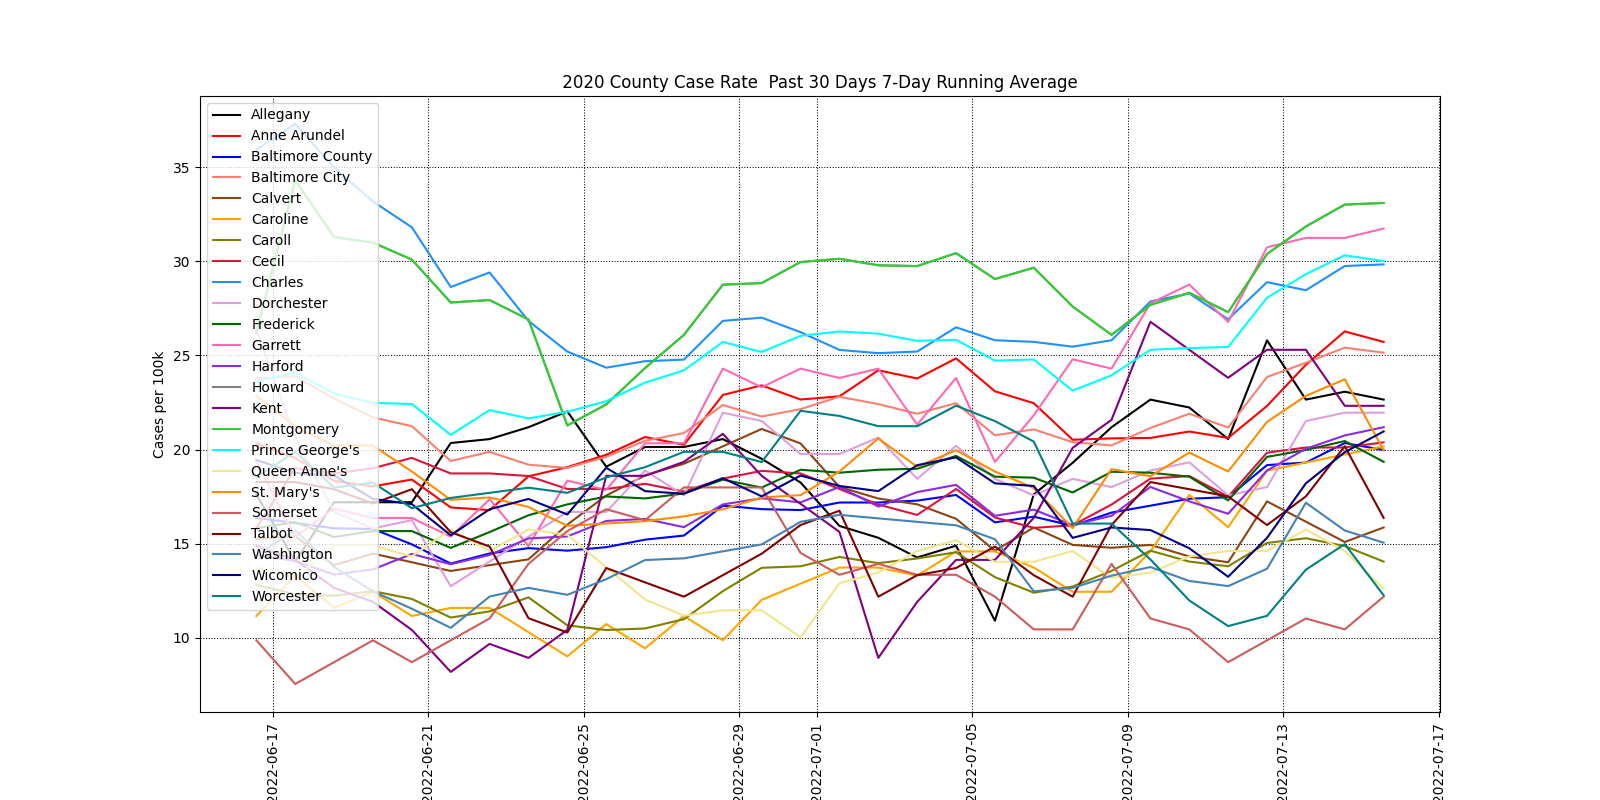 2020 County Case Rate  Past 30 Days 7-Day Running Average
Cases per 100k
35
30
25
20
15
10
Allegany
Anne Arundel
Baltimore County
Baltimore City
Calvert
Caroline
Caroll
Cecil
Charles
Dorchester
Frederick
Garrett
Harford
Howard
Kent
Montgomery
Prince George's
Queen Anne's
St. Mary's
Somerset
Talbot
Washington
Wicomico
Worcester
2022-06-17
2022-06-21
2022-06-25
2022-06-29
2022-07-01
2022-07-05
2022-07-09
2022-07-13
2022-07-17